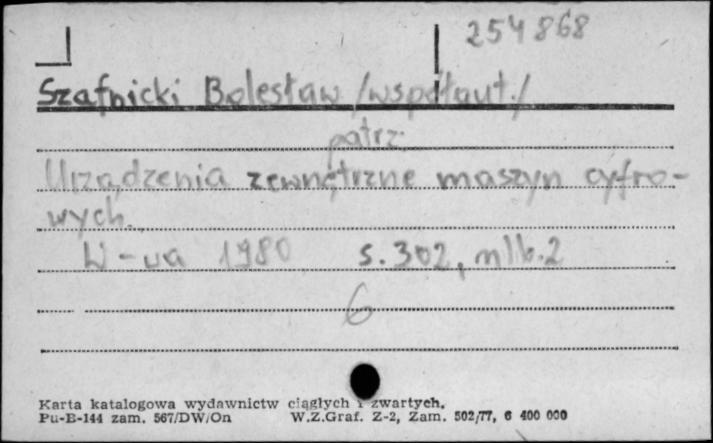 254868
Szafnicki Bolesław /współaut./
patrz
Urządzenia zewnętrzne maszyn cyfro-
wych.
W-wa 1980 s. 302, nlb. 2
6
Karta katalogowa wydawnictw ciągłych i zwartych.
Pu-B-144 zam. 567/DW/On W.Z.Graf. Z-2, Zam. 502/77, 6 400 000